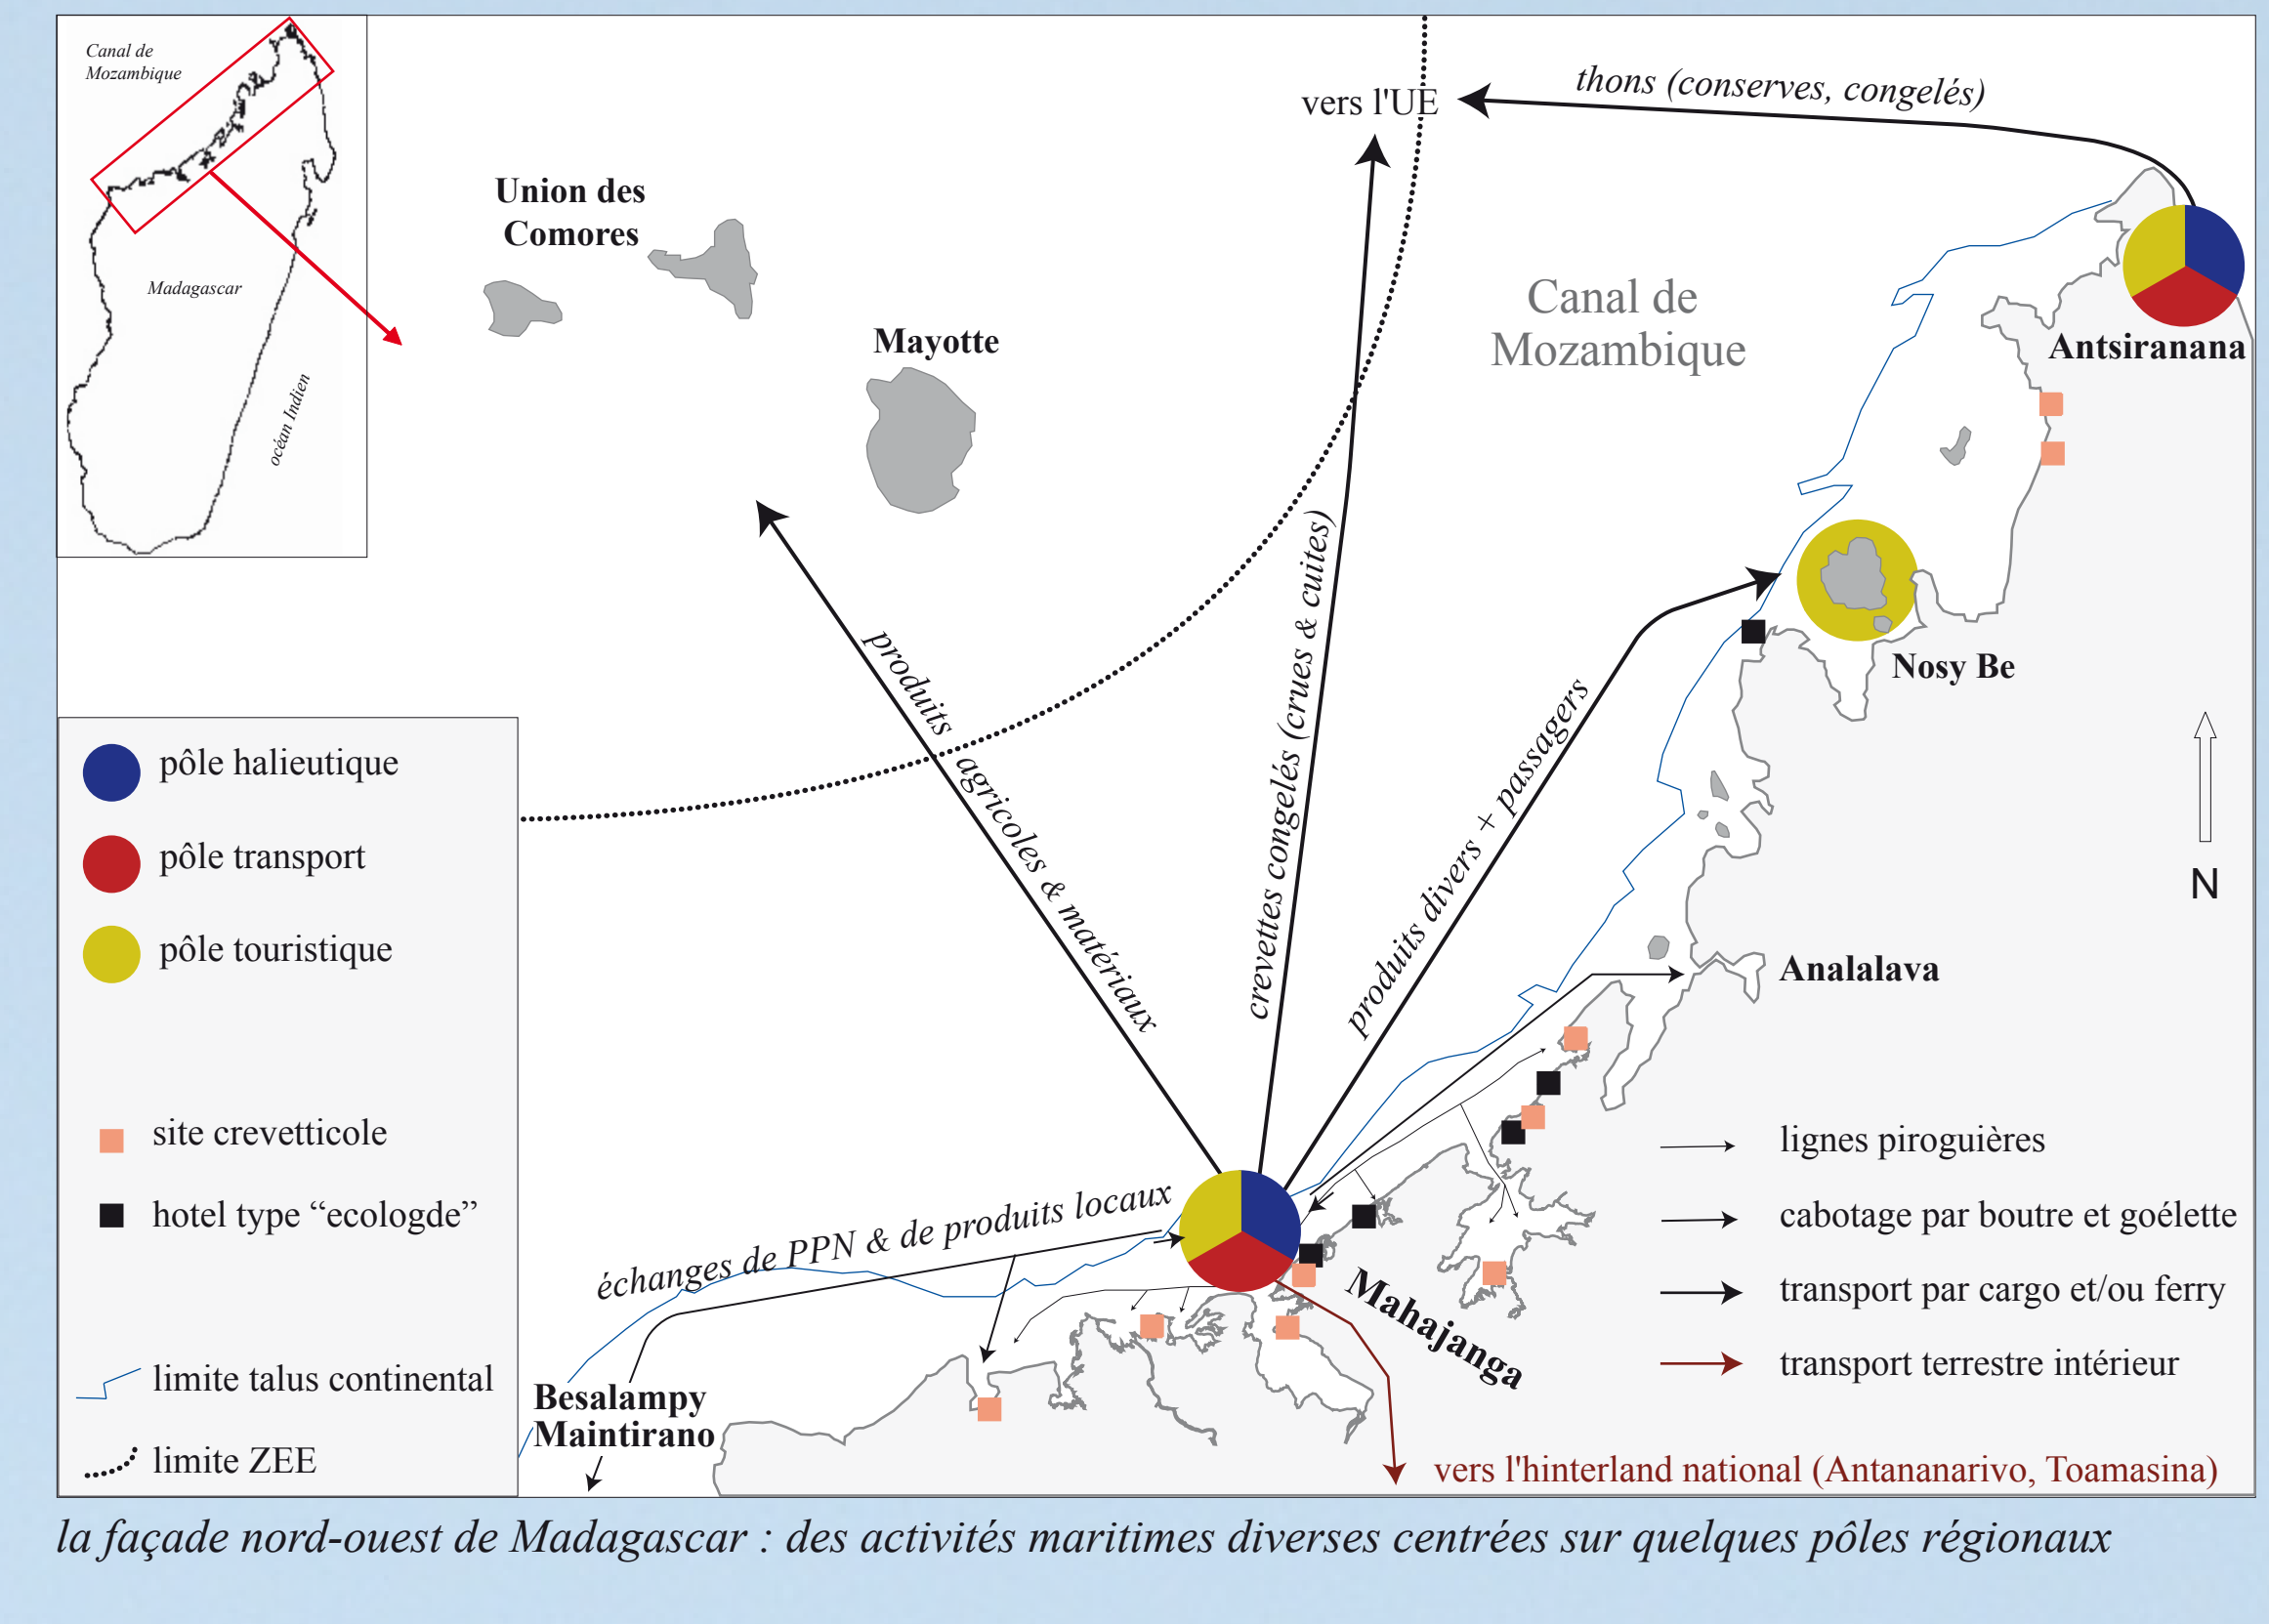 Canal de
Mozambique
Madagascar
océan Indien
Union des
Comores
Mayotte
vers l'UE
thons (conserves, congelés)
Canal de
Mozambique
Antsiranana
Nosy Be
N
Analalava
produits agricoles & matériaux
crevettes congelés (crues & cuites)
produits divers + passagers
échanges de PPN & de produits locaux
Mahajanga
Besalampy
Maintirano
pôle halieutique
pôle transport
pôle touristique
site crevetticole
hotel type “ecologde”
limite talus continental
limite ZEE
lignes piroguières
cabotage par boutre et goélette
transport par cargo et/ou ferry
transport terrestre intérieur
vers l'hinterland national (Antananarivo, Toamasina)
la façade nord-ouest de Madagascar : des activités maritimes diverses centrées sur quelques pôles régionaux